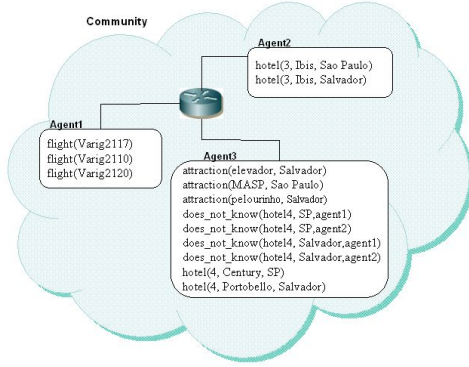 Community
Agent2
hotel(3, Ibis, Sao Paulo)
hotel(3, Ibis, Salvador)
Agent1
flight(Varig2117)
flight(Varig2110)
flight(Varig2120)
Agent3
attraction(elevador, Salvador)
attraction(MASP, Sao Paulo)
attraction(pelourinho, Salvador)
does_not_know(hotel4, SP,agent1)
does_not_know(hotel4, SP,agent2)
does_not_know(hotel4, Salvador,agent1)
does_not_know(hotel4, Salvador,agent2)
hotel(4, Century, SP)
hotel(4, Portobello, Salvador)